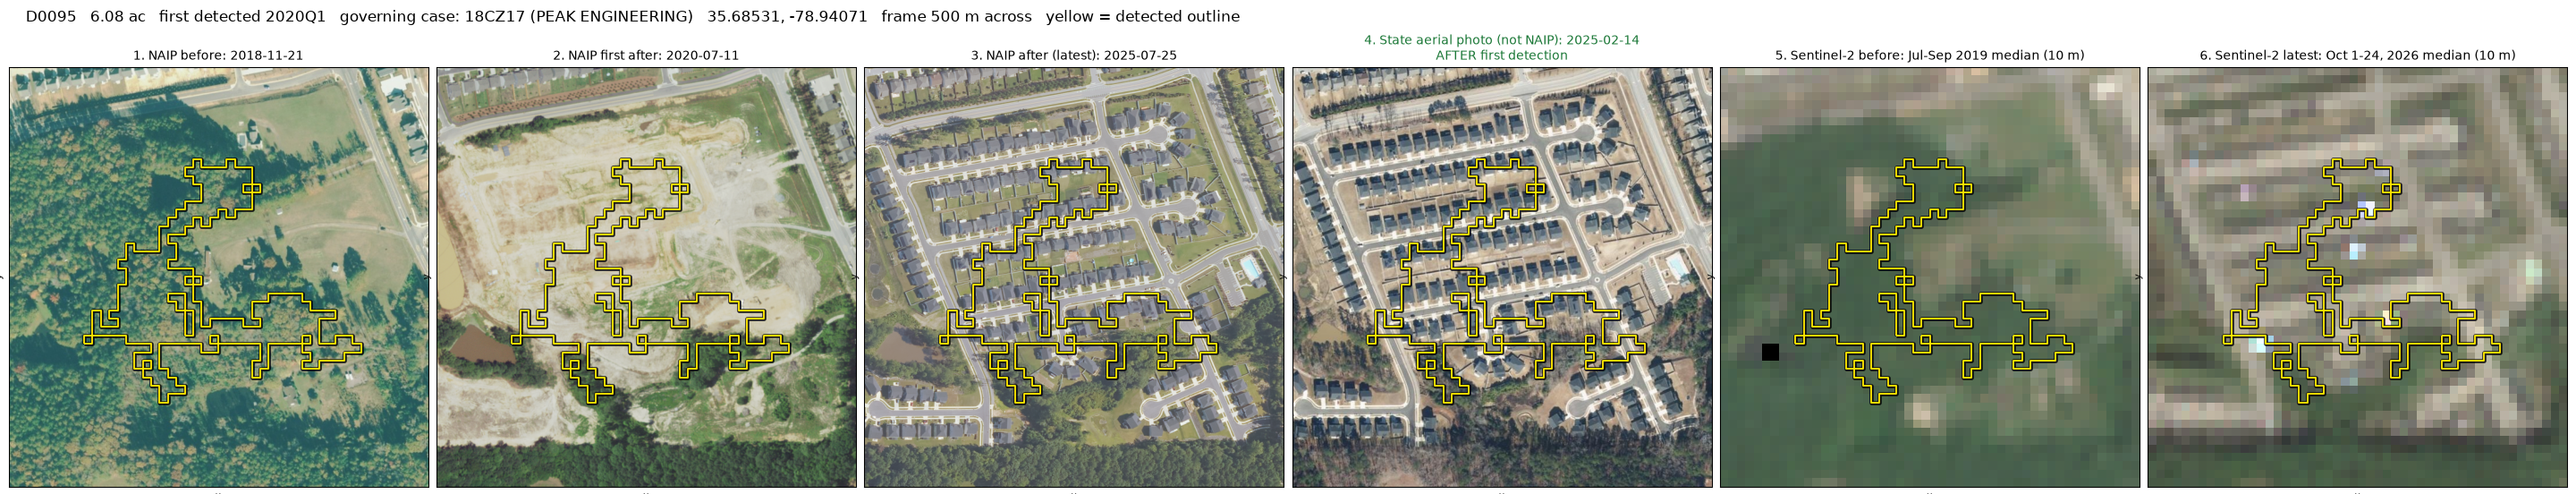 D0095 6.08 ac first detected 2020Q1 governing case: 18CZ17 (PEAK ENGINEERING) 35.68531, -78.94071 frame 500 m across yellow = detected outline
1. NAIP before: 2018-11-21
2. NAIP first after: 2020-07-11
3. NAIP after (latest): 2025-07-25
4. State aerial photo (not NAIP): 2025-02-14
AFTER first detection
5. Sentinel-2 before: Jul-Sep 2019 median (10 m)
6. Sentinel-2 latest: Oct 1-24, 2026 median (10 m)